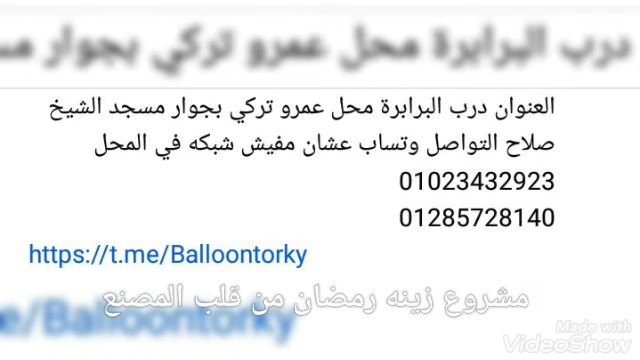 درب البرابرة محل عمرو تركي بجوار مس
العنوان درب البرابرة محل عمرو تركي بجوار مسجد الشيخ
صلاح التواصل وتساب عشان مفيش شبكه في المحل
01023432923
01285728140
https://t.me/Balloontorky
مشروع زينه رمضان من قلب المصنع
e/Balloontorky
Made with
VideoShow